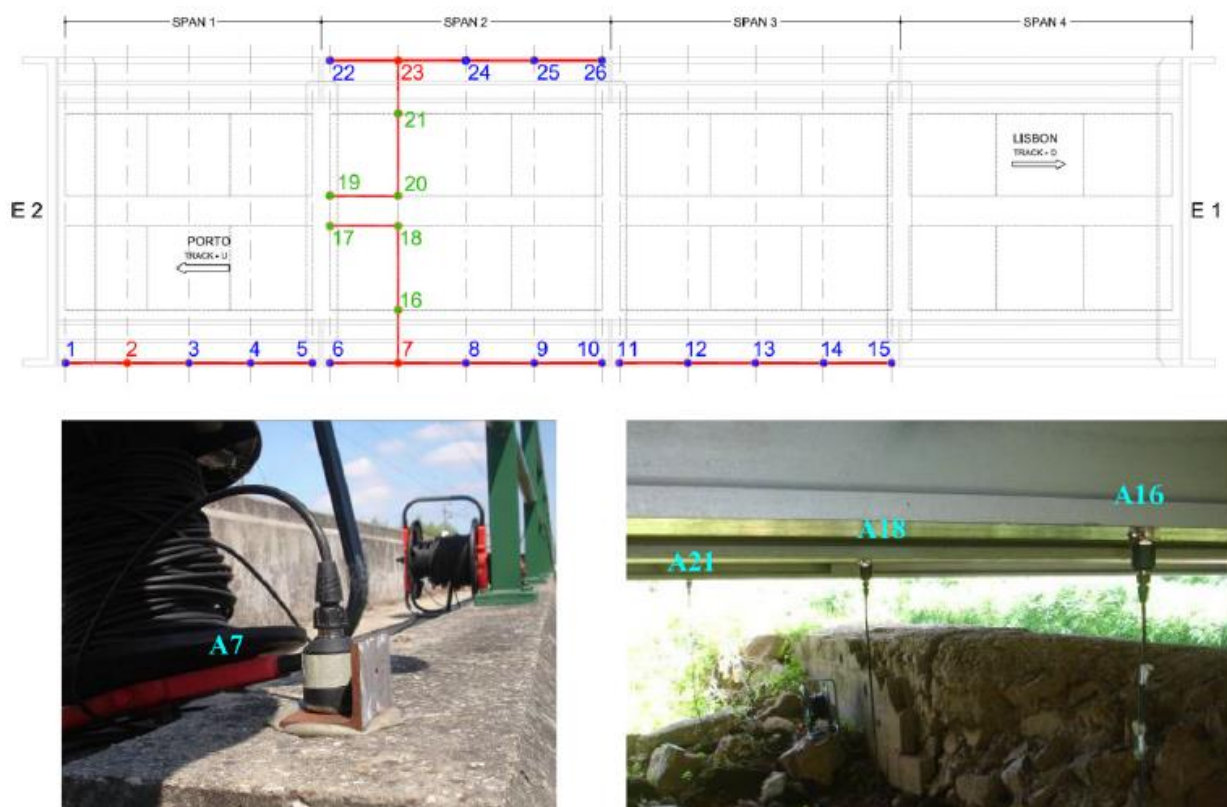 SPAN 1 SPAN 2 SPAN 3 SPAN 4
22 23 24 25 26
21
19 20
17 18
16
E 2
PORTO
TRACK - U
LISBON
TRACK - D
E 1
1 2 3 4 5 6 7 8 9 10 11 12 13 14 15
A7
A16
A18
A21